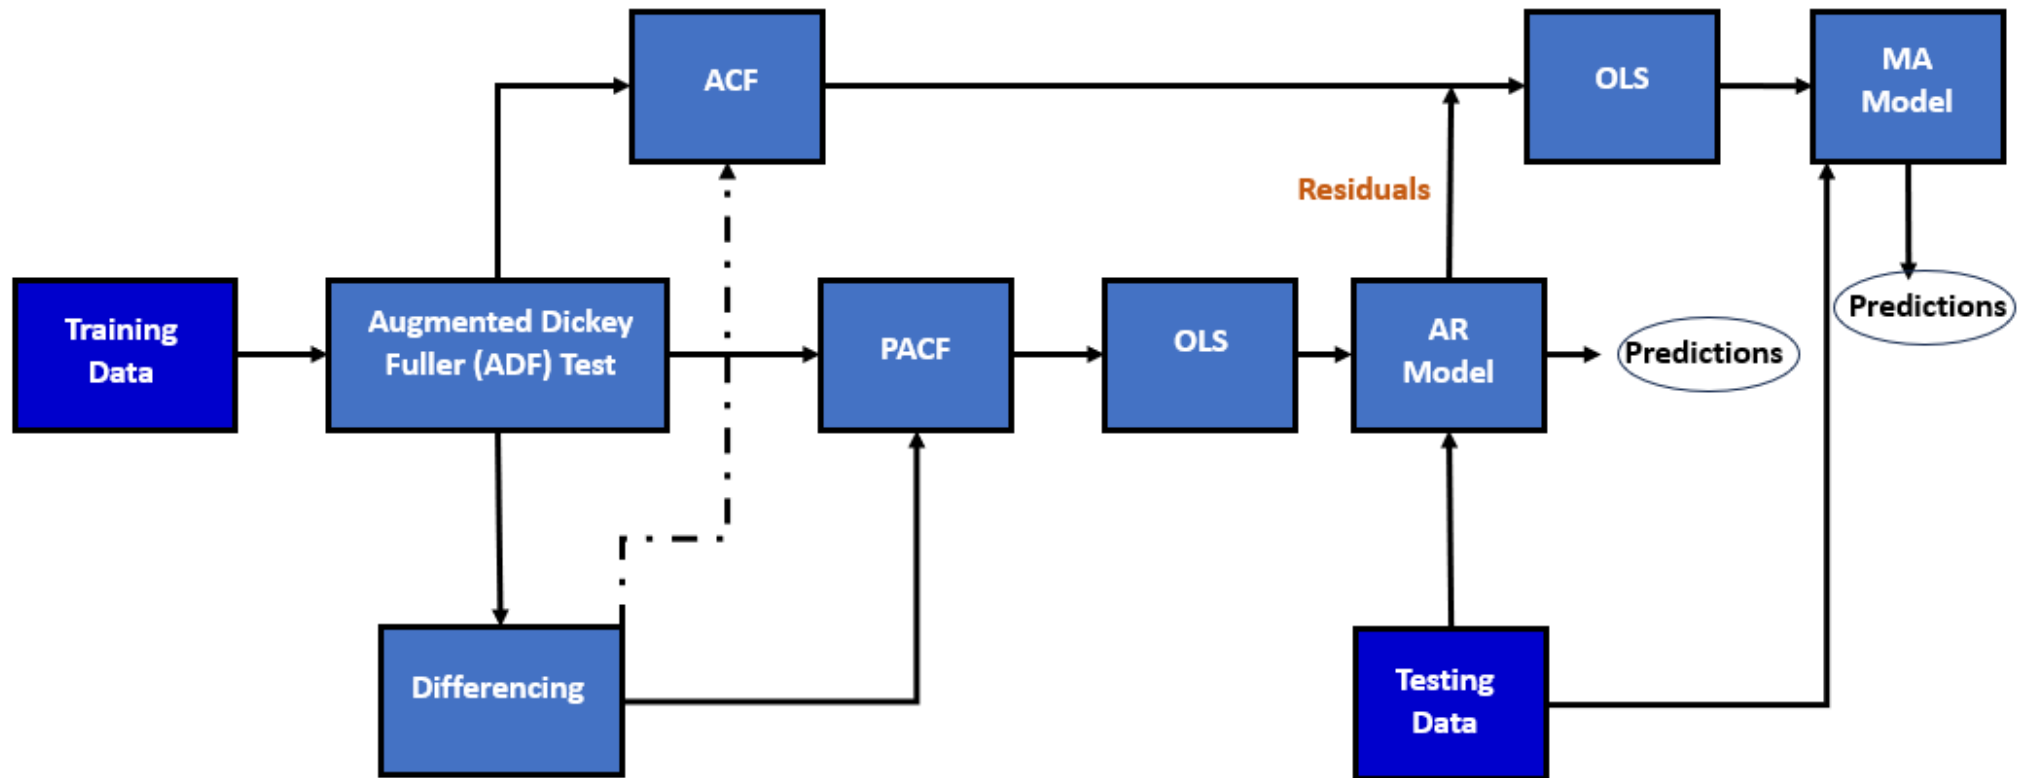 ACF
OLS
MA
Model
Residuals
Training
Data
Augmented Dickey
Fuller (ADF) Test
PACF
OLS
AR
Model
Predictions
Predictions
Differencing
Testing
Data